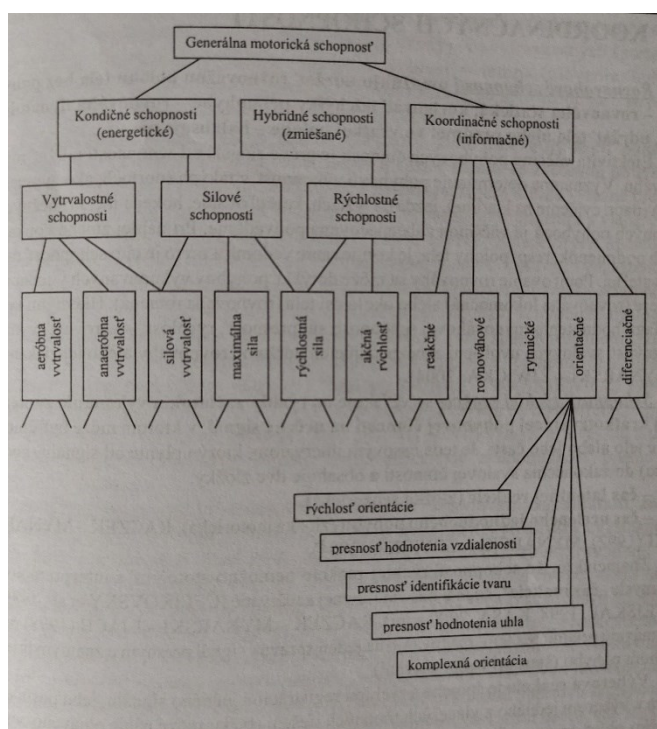 Generálna motorická schopnosť
Kondičné schopnosti
(energetické)
Hybridné schopnosti
(zmiešané)
Koordinačné schopnosti
(informačné)
Vytrvalostné
schopnosti
Silové
schopnosti
Rýchlostné
schopnosti
aeróbna
vytrvalosť
anaeróbna
vytrvalosť
silová
vytrvalosť
maximálna
sila
rýchlostná
sila
akčná
rýchlosť
reakčné
rovnováhové
rytmické
orientačné
diferenciačné
rýchlosť orientácie
presnosť hodnotenia vzdialenosti
presnosť identifikácie tvaru
presnosť hodnotenia uhla
komplexná orientácia